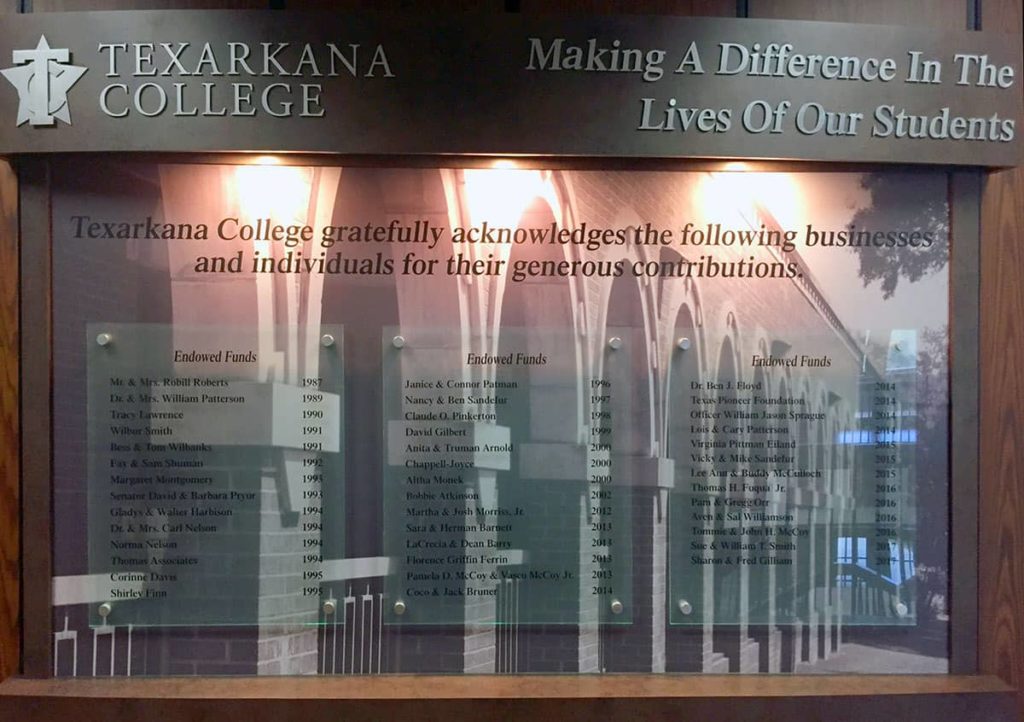 TC
TEXARKANA
COLLEGE
Making A Difference In The
Lives Of Our Students
Texarkana College gratefully acknowledges the following businesses
and individuals for their generous contributions.
Endowed Funds
Mr. & Mrs. Robill Roberts 1987
Dr. & Mrs. William Patterson 1989
Tracy Lawrence 1990
Wilbur Smith 1991
Bess & Tom Wilbanks 1991
Fay & Sam Shuman 1992
Margaret Montgomery 1993
Senator David & Barbara Pryor 1993
Gladys & Walter Harbison 1994
Dr. & Mrs. Carl Nelson 1994
Norma Nelson 1994
Thomas Associates 1994
Corinne Davis 1995
Shirley Finn 1995
Endowed Funds
Janice & Connor Patman 1996
Nancy & Ben Sandefur 1997
Claude O. Pinkerton 1998
David Gilbert 1999
Anita & Truman Arnold 2000
Chappell-Joyce 2000
Altha Monek 2000
Bobbie Atkinson 2002
Martha & Josh Morriss, Jr. 2012
Sara & Herman Barnett 2013
LaCrecia & Dean Barry 2013
Florence Griffin Ferrin 2013
Pamela D. McCoy & Vasco McCoy Jr. 2013
Coco & Jack Bruner 2014
Endowed Funds
Dr. Ben J. Floyd 2014
Texas Pioneer Foundation 2014
Officer William Jason Sprague 2014
Lois & Cary Patterson 2014
Virginia Pittman Eiland 2015
Vicky & Mike Sandefur 2015
Lee Ann & Buddy McCulloch 2015
Thomas H. Fuqua Jr. 2016
Pam & Gregg Orr 2016
Aven & Sal Williamson 2016
Tommie & John H. McCoy 2016
Sue & William T. Smith 2017
Sharon & Fred Gilliam 2017